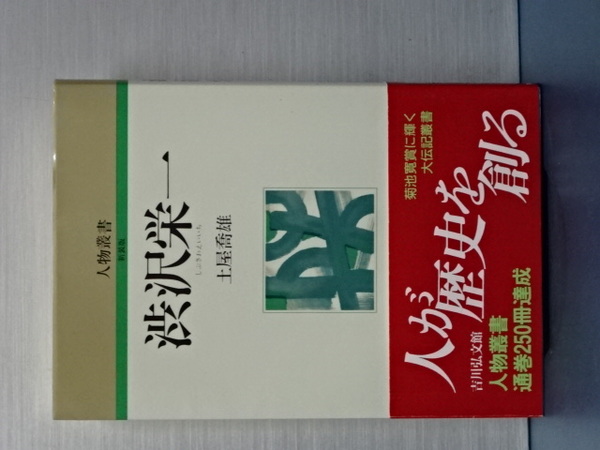 人物叢書
新装版
渋沢栄一
しぶさわえいいち
土屋喬雄
菊池寛賞に輝く
大伝記叢書
人が歴史を
創る
吉川弘文館
人物叢書
通巻250冊達成